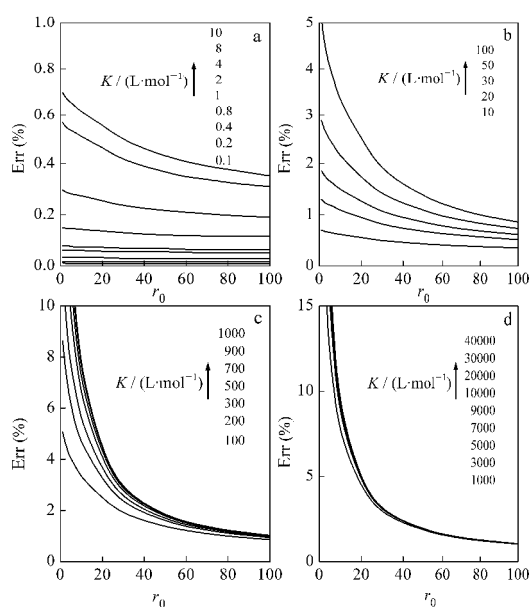 a
1.0
0.8
0.6
0.4
0.2
0.0
Err (%)
K / (L·mol⁻¹)
10
8
4
2
1
0.8
0.4
0.2
0.1
0 20 40 60 80 100
r₀
b
5
4
3
2
1
0
Err (%)
K / (L·mol⁻¹)
100
50
30
20
10
0 20 40 60 80 100
r₀
c
10
8
6
4
2
0
Err (%)
K / (L·mol⁻¹)
1000
900
700
500
300
200
100
0 20 40 60 80 100
r₀
d
15
10
5
0
Err (%)
K / (L·mol⁻¹)
40000
30000
20000
10000
9000
7000
5000
3000
1000
0 20 40 60 80 100
r₀